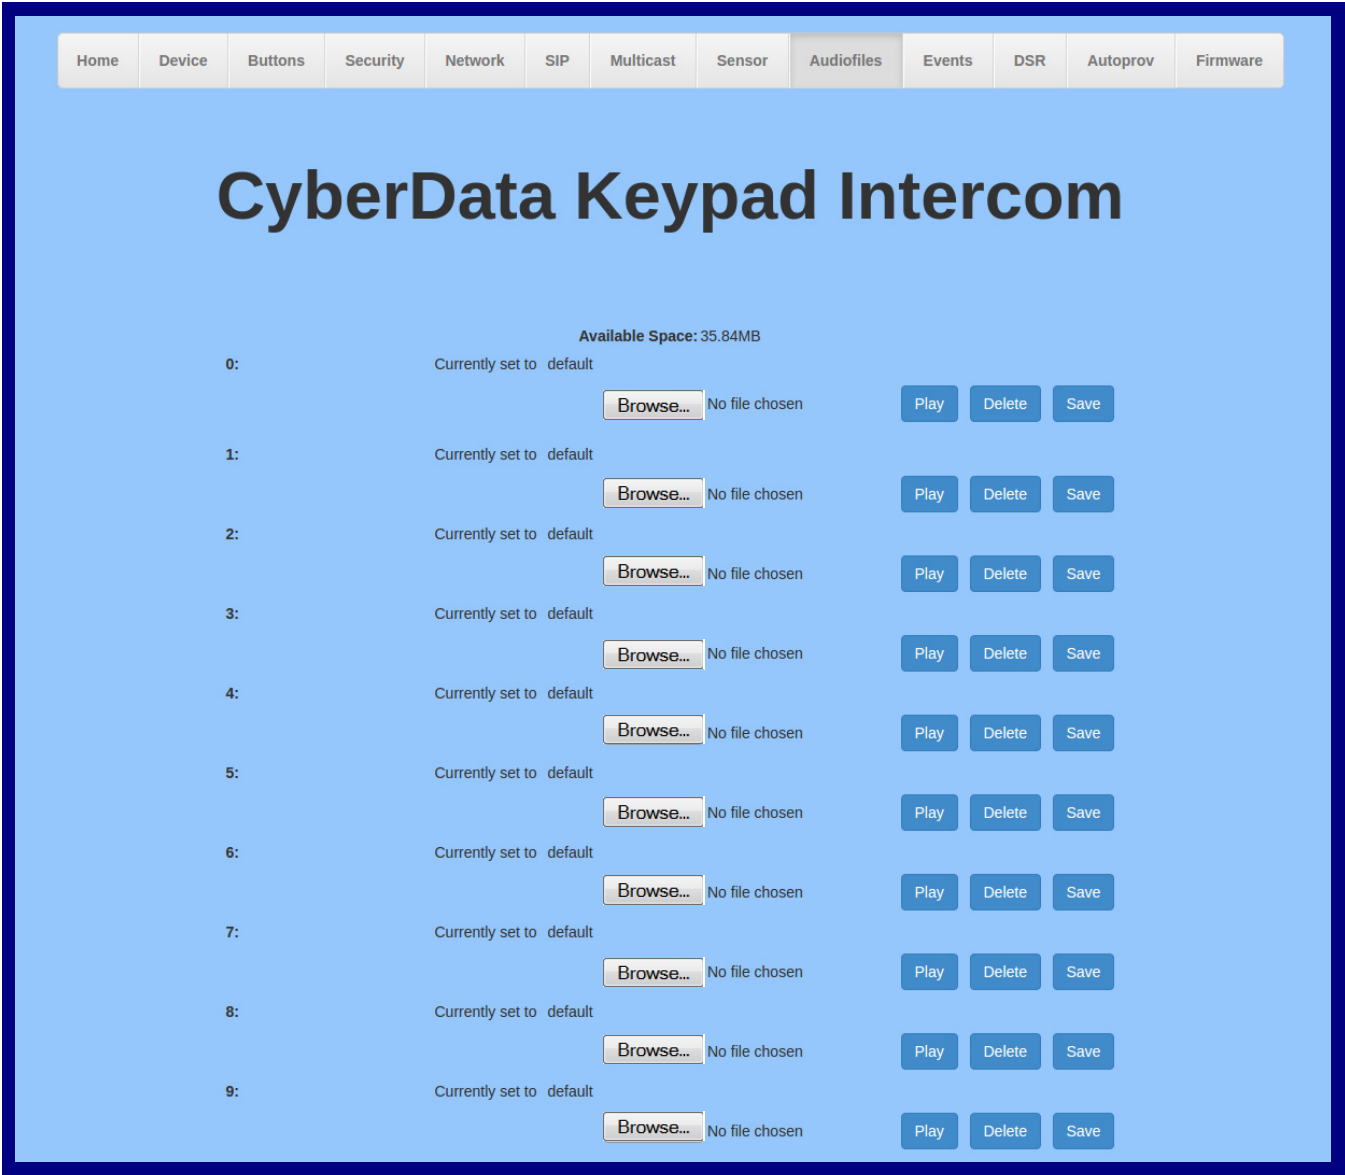 Home Device Buttons Security Network SIP Multicast Sensor Audiofiles Events DSR Autoprov Firmware
CyberData Keypad Intercom
Available Space: 35.84MB
0: Currently set to default
Browse... No file chosen Play Delete Save
1: Currently set to default
Browse... No file chosen Play Delete Save
2: Currently set to default
Browse... No file chosen Play Delete Save
3: Currently set to default
Browse... No file chosen Play Delete Save
4: Currently set to default
Browse... No file chosen Play Delete Save
5: Currently set to default
Browse... No file chosen Play Delete Save
6: Currently set to default
Browse... No file chosen Play Delete Save
7: Currently set to default
Browse... No file chosen Play Delete Save
8: Currently set to default
Browse... No file chosen Play Delete Save
9: Currently set to default
Browse... No file chosen Play Delete Save